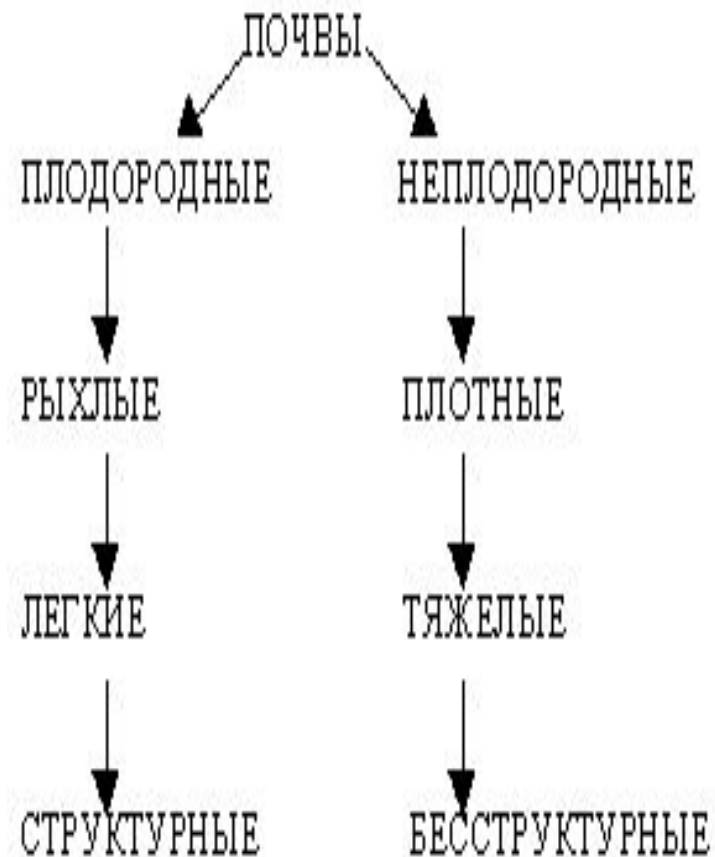 ПОЧВЫ
ПЛОДОРОДНЫЕ НЕПЛОДОРОДНЫЕ
РЫХЛЫЕ ПЛОТНЫЕ
ЛЕГКИЕ ТЯЖЕЛЫЕ
СТРУКТУРНЫЕ БЕССТРУКТУРНЫЕ